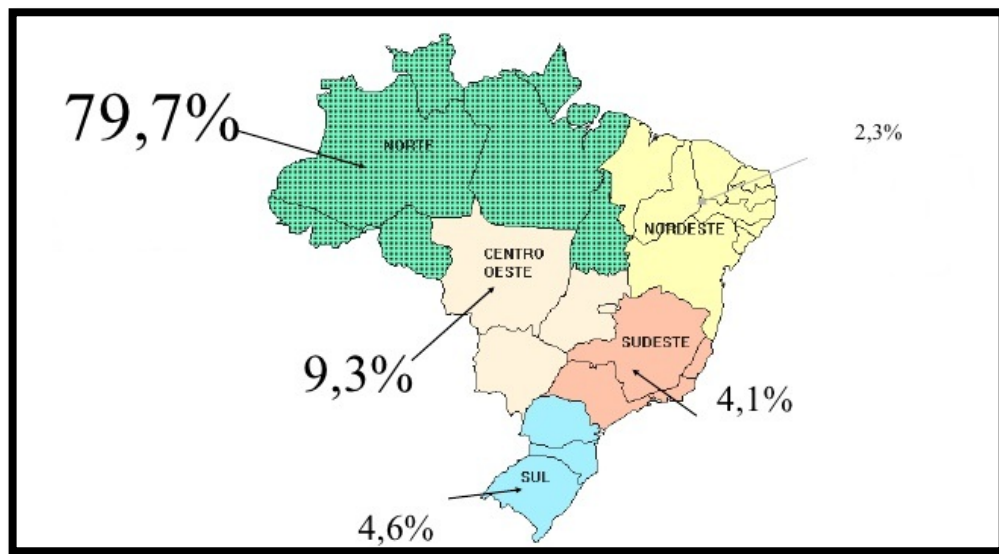 79,7%
NORTE
2,3%
NORDESTE
CENTRO
OESTE
9,3%
SUDESTE
4,1%
SUL
4,6%